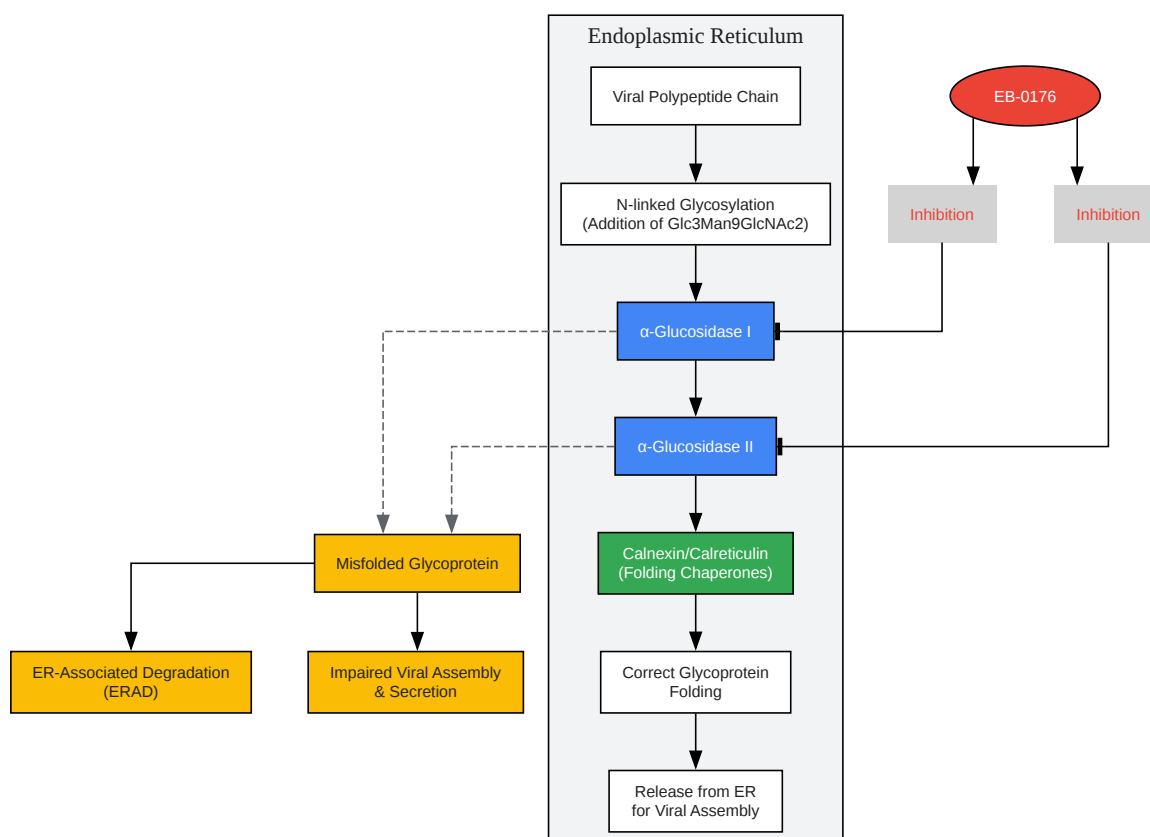 Endoplasmic Reticulum
Viral Polypeptide Chain
EB-0176
N-linked Glycosylation
(Addition of Glc3Man9GlcNAc2)
Inhibition
Inhibition
α-Glucosidase I
α-Glucosidase II
Calnexin/Calreticulin
(Folding Chaperones)
Misfolded Glycoprotein
ER-Associated Degradation
(ERAD)
Impaired Viral Assembly
& Secretion
Correct Glycoprotein
Folding
Release from ER
for Viral Assembly